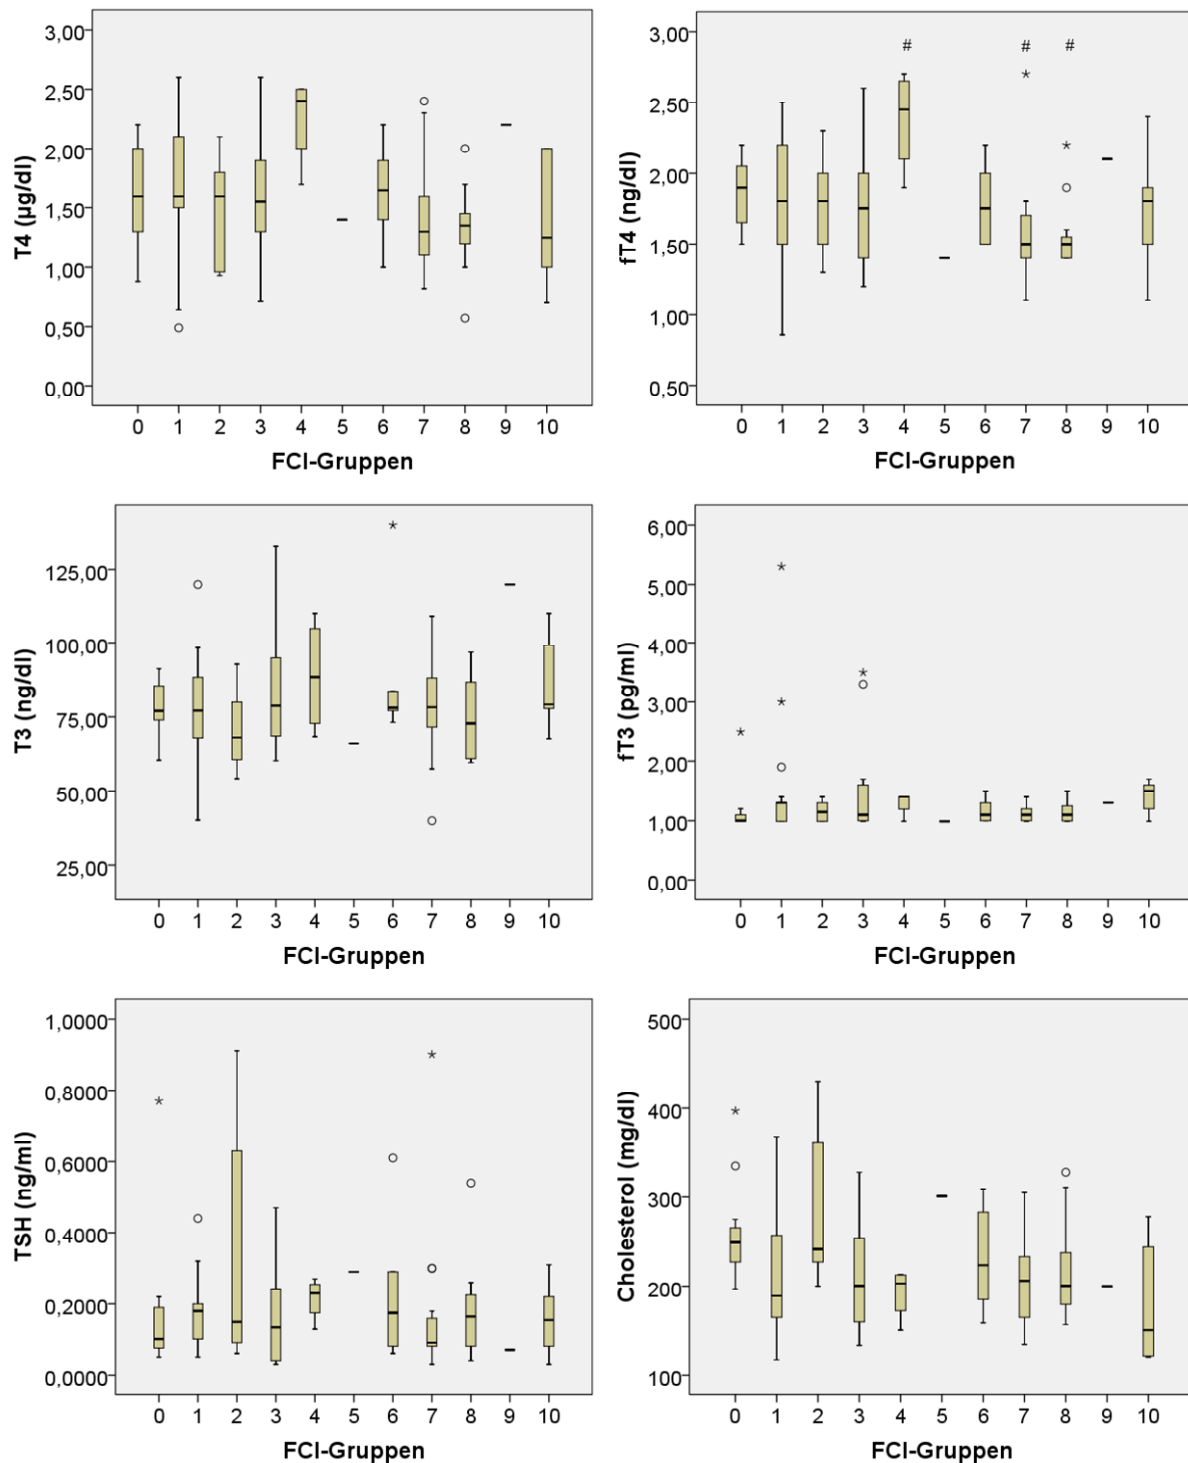 T4 (µg/dl)
3,00
2,50
2,00
1,50
1,00
0,50
0,00
0 1 2 3 4 5 6 7 8 9 10
FCI-Gruppen
fT4 (ng/dl)
3,00
2,50
2,00
1,50
1,00
0,50
# # #
0 1 2 3 4 5 6 7 8 9 10
FCI-Gruppen
T3 (ng/dl)
125,00
100,00
75,00
50,00
25,00
0 1 2 3 4 5 6 7 8 9 10
FCI-Gruppen
fT3 (pg/ml)
6,00
5,00
4,00
3,00
2,00
1,00
0,00
0 1 2 3 4 5 6 7 8 9 10
FCI-Gruppen
TSH (ng/ml)
1,0000
0,8000
0,6000
0,4000
0,2000
0,0000
0 1 2 3 4 5 6 7 8 9 10
FCI-Gruppen
Cholesterol (mg/dl)
500
400
300
200
100
0 1 2 3 4 5 6 7 8 9 10
FCI-Gruppen